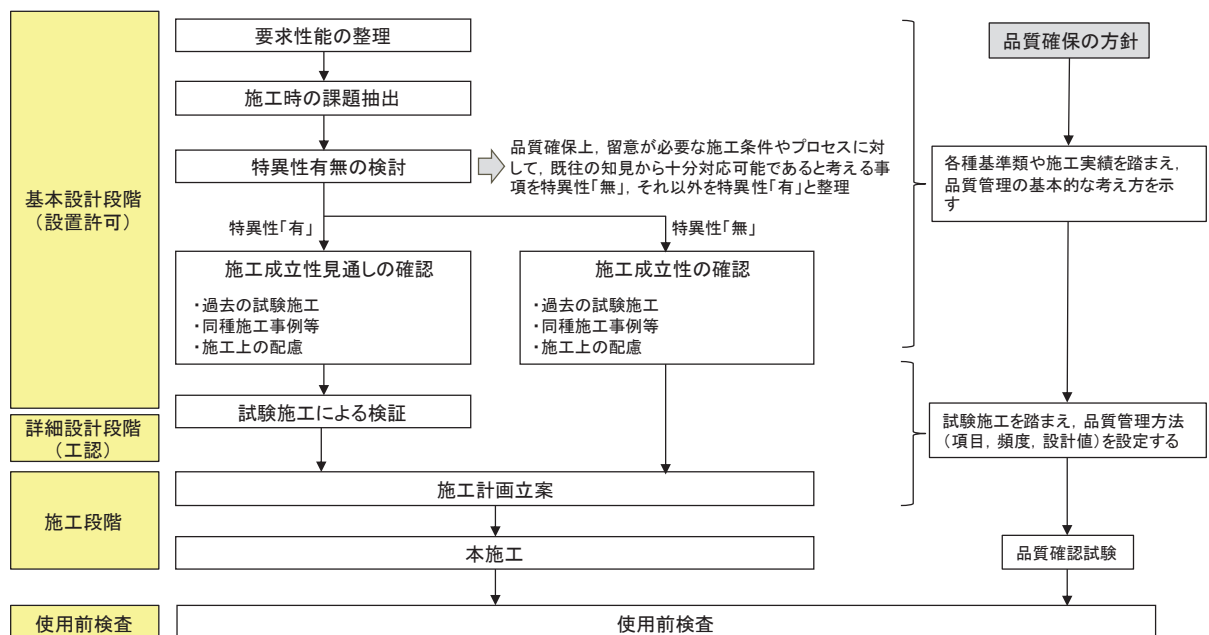 基本設計段階
（設置許可）
詳細設計段階
（工認）
施工段階
使用前検査
要求性能の整理
施工時の課題抽出
特異性有無の検討
品質確保上，留意が必要な施工条件やプロセスに対
して，既往の知見から十分対応可能であると考える事
項を特異性「無」，それ以外を特異性「有」と整理
特異性「有」
特異性「無」
施工成立性見通しの確認
・過去の試験施工
・同種施工事例等
・施工上の配慮
施工成立性の確認
・過去の試験施工
・同種施工事例等
・施工上の配慮
試験施工による検証
施工計画立案
本施工
使用前検査
品質確保の方針
各種基準類や施工実績を踏まえ，
品質管理の基本的な考え方を示
す
試験施工を踏まえ，品質管理方法
（項目，頻度，設計値）を設定する
品質確認試験